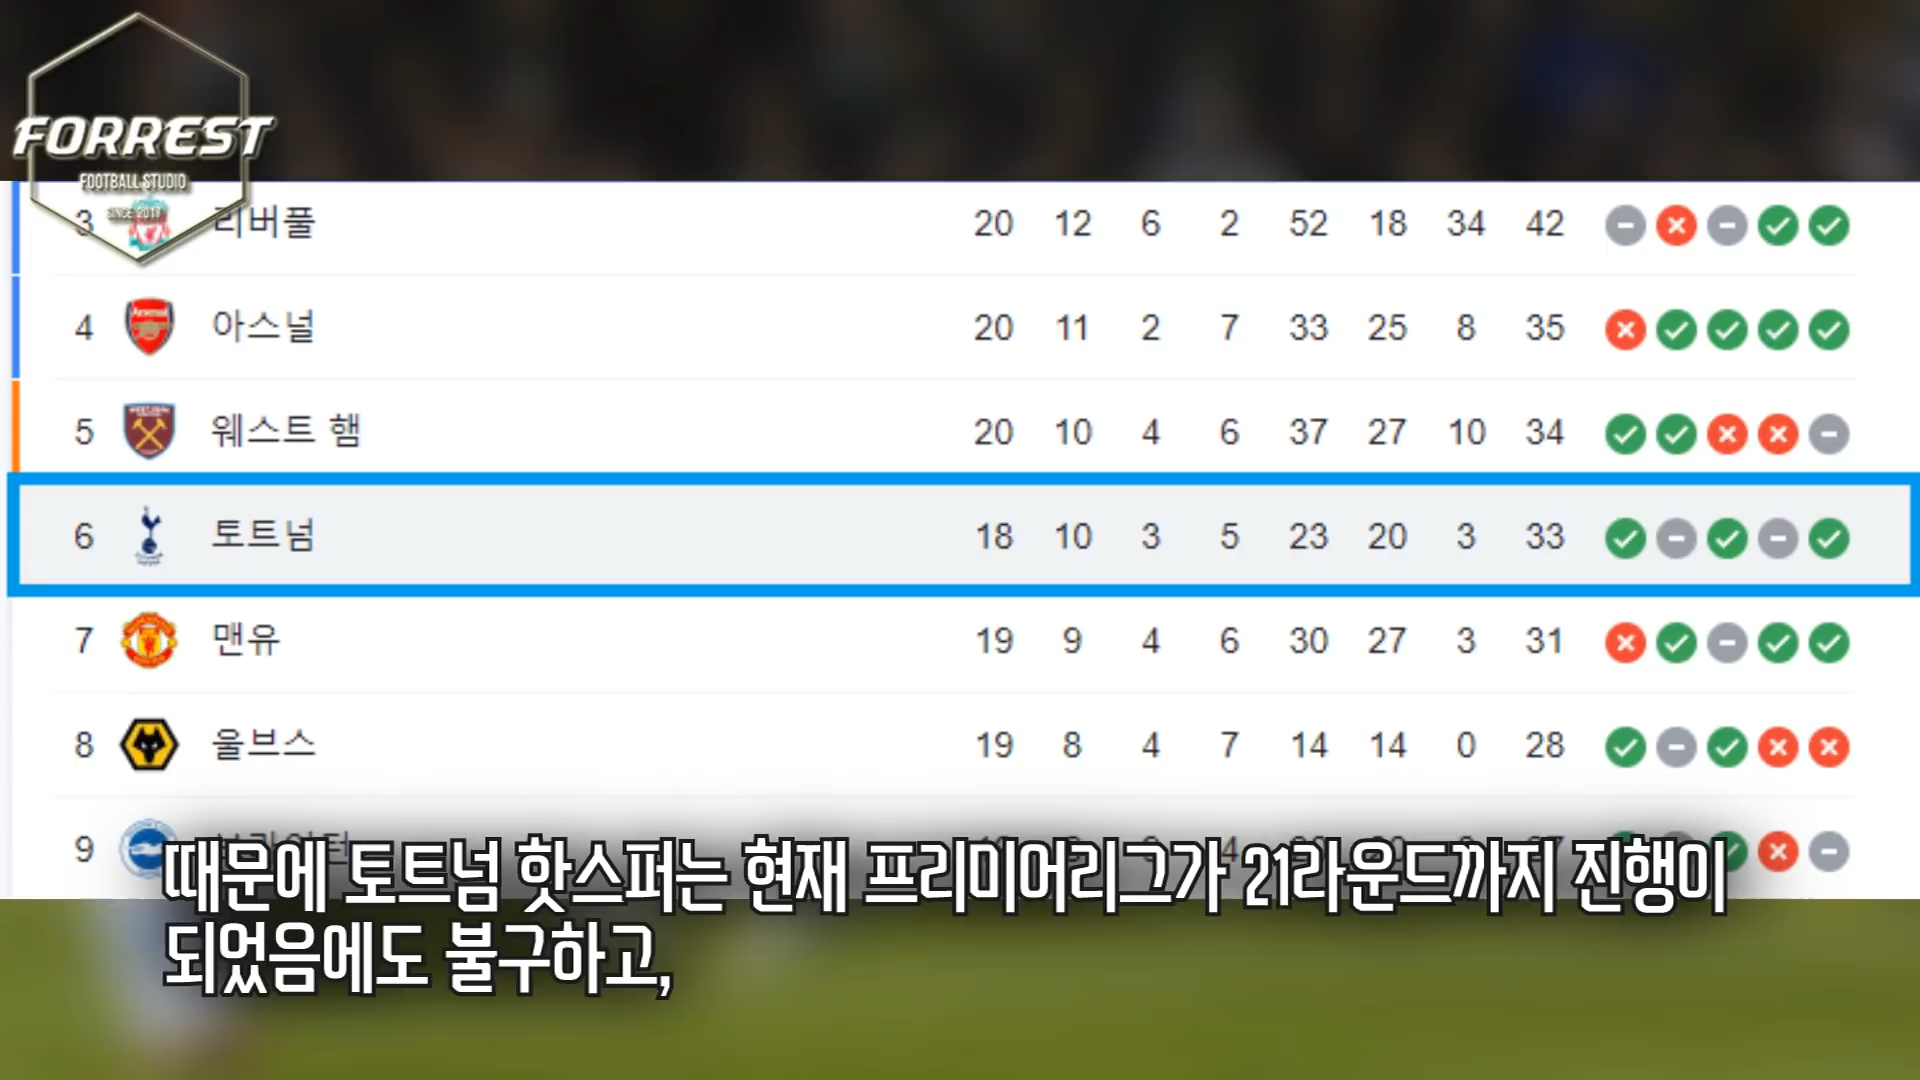 FORREST
FOOTBALL STUDIO
SINCE 2017
3 리버풀 20 12 6 2 52 18 34 42
4 아스널 20 11 2 7 33 25 8 35
5 웨스트 햄 20 10 4 6 37 27 10 34
6 토트넘 18 10 3 5 23 20 3 33
7 맨유 19 9 4 6 30 27 3 31
8 울브스 19 8 4 7 14 14 0 28
9
때문에 토트넘 핫스퍼는 현재 프리미어리그가 21라운드까지 진행이
되었음에도 불구하고,